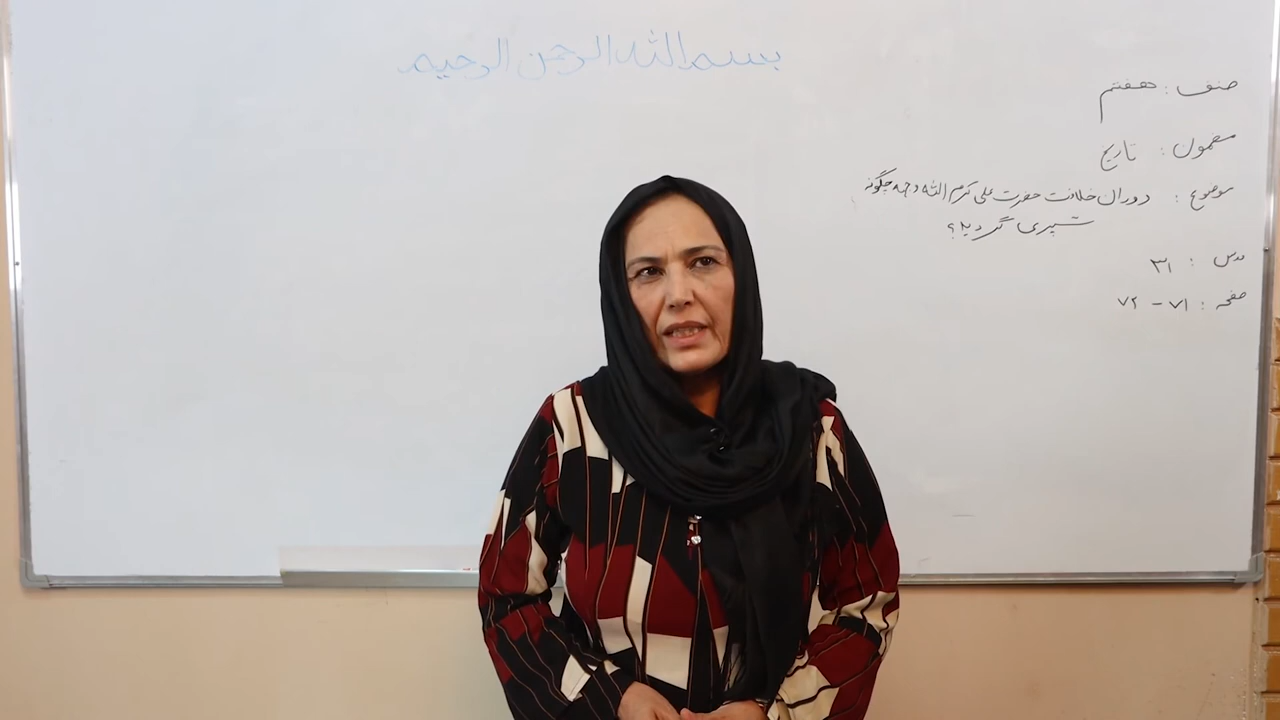 بسم الله الرحمن الرحیم
صنف : هفتم
مضمون : تاریخ
موضوع : دوران خلافت حضرت علی کرم الله وجهه چگونه
سپری گردید؟
درس : ۳۱
صفحه : ۷۱ - ۷۲